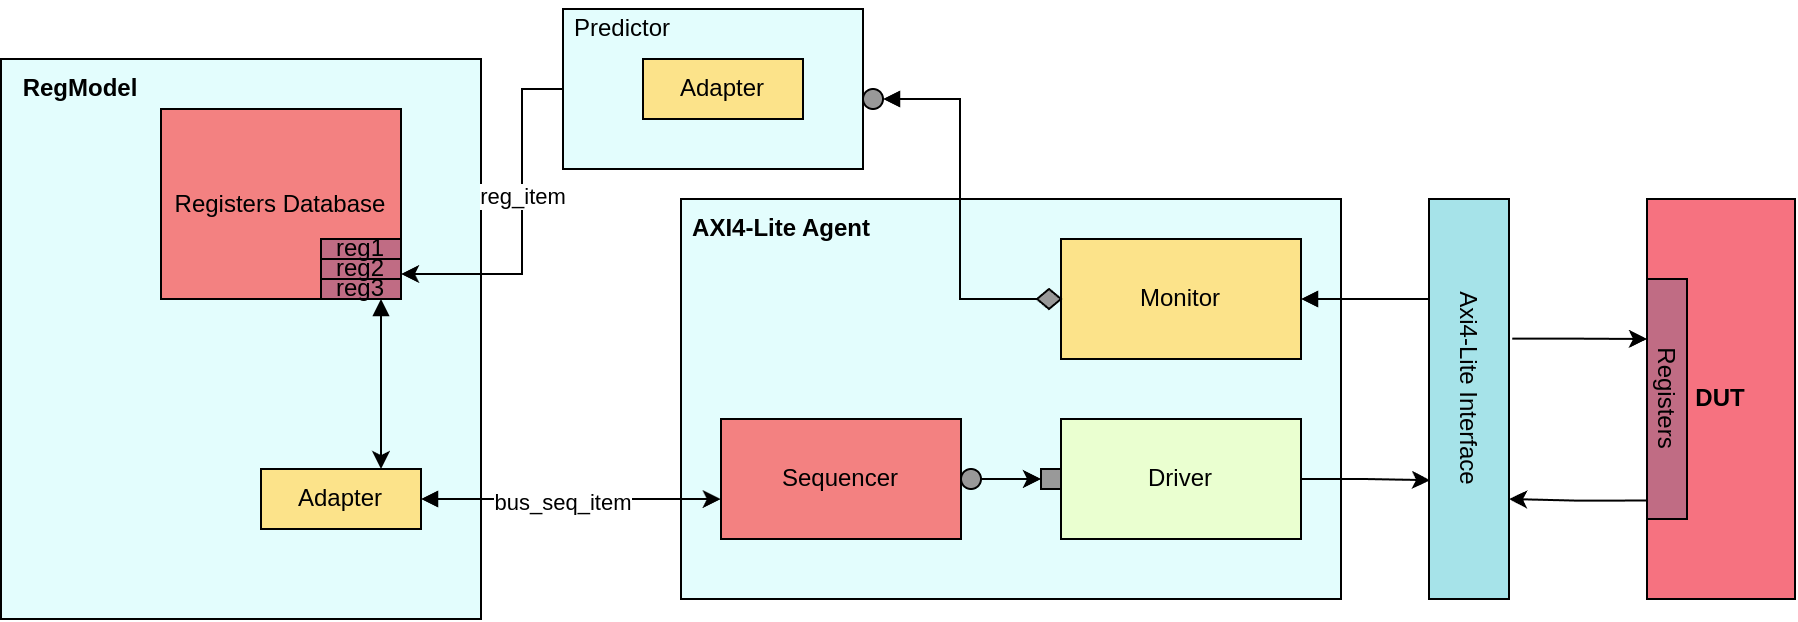 Predictor
Adapter
RegModel
Registers Database
reg1
reg2
reg3
reg_item
Adapter
bus_seq_item
AXI4-Lite Agent
Monitor
Sequencer
Driver
Axi4-Lite Interface
Registers
DUT